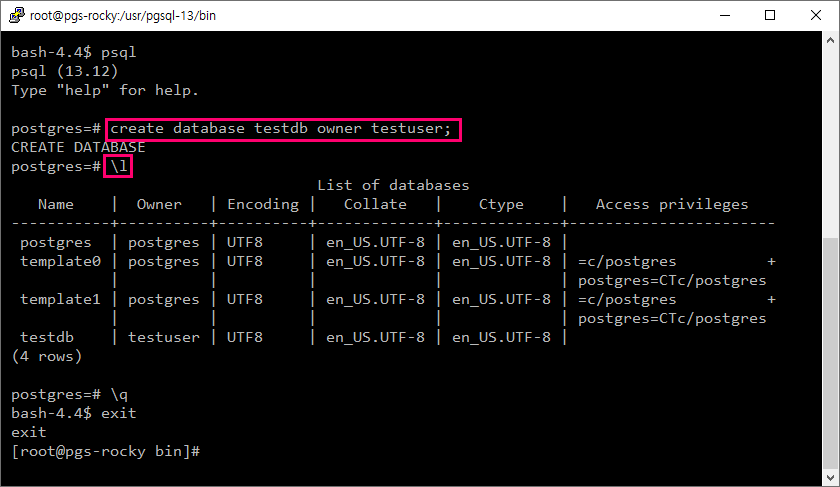 root@pgs-rocky:/usr/pgsql-13/bin
bash-4.4$ psql
psql (13.12)
Type "help" for help.
postgres=# create database testdb owner testuser;
CREATE DATABASE
postgres=# \l
                                  List of databases
   Name    |  Owner   | Encoding |   Collate   |    Ctype    |   Access privileges
-----------+----------+----------+-------------+-------------+-----------------------
 postgres  | postgres | UTF8     | en_US.UTF-8 | en_US.UTF-8 |
 template0 | postgres | UTF8     | en_US.UTF-8 | en_US.UTF-8 | =c/postgres          +
           |          |          |             |             | postgres=CTc/postgres
 template1 | postgres | UTF8     | en_US.UTF-8 | en_US.UTF-8 | =c/postgres          +
           |          |          |             |             | postgres=CTc/postgres
 testdb    | testuser | UTF8     | en_US.UTF-8 | en_US.UTF-8 |
(4 rows)
postgres=# \q
bash-4.4$ exit
exit
[root@pgs-rocky bin]#